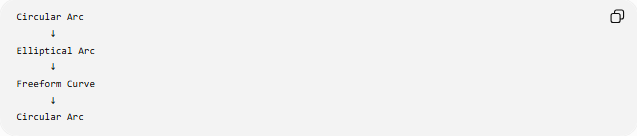 Circular Arc
↓
Elliptical Arc
↓
Freeform Curve
↓
Circular Arc